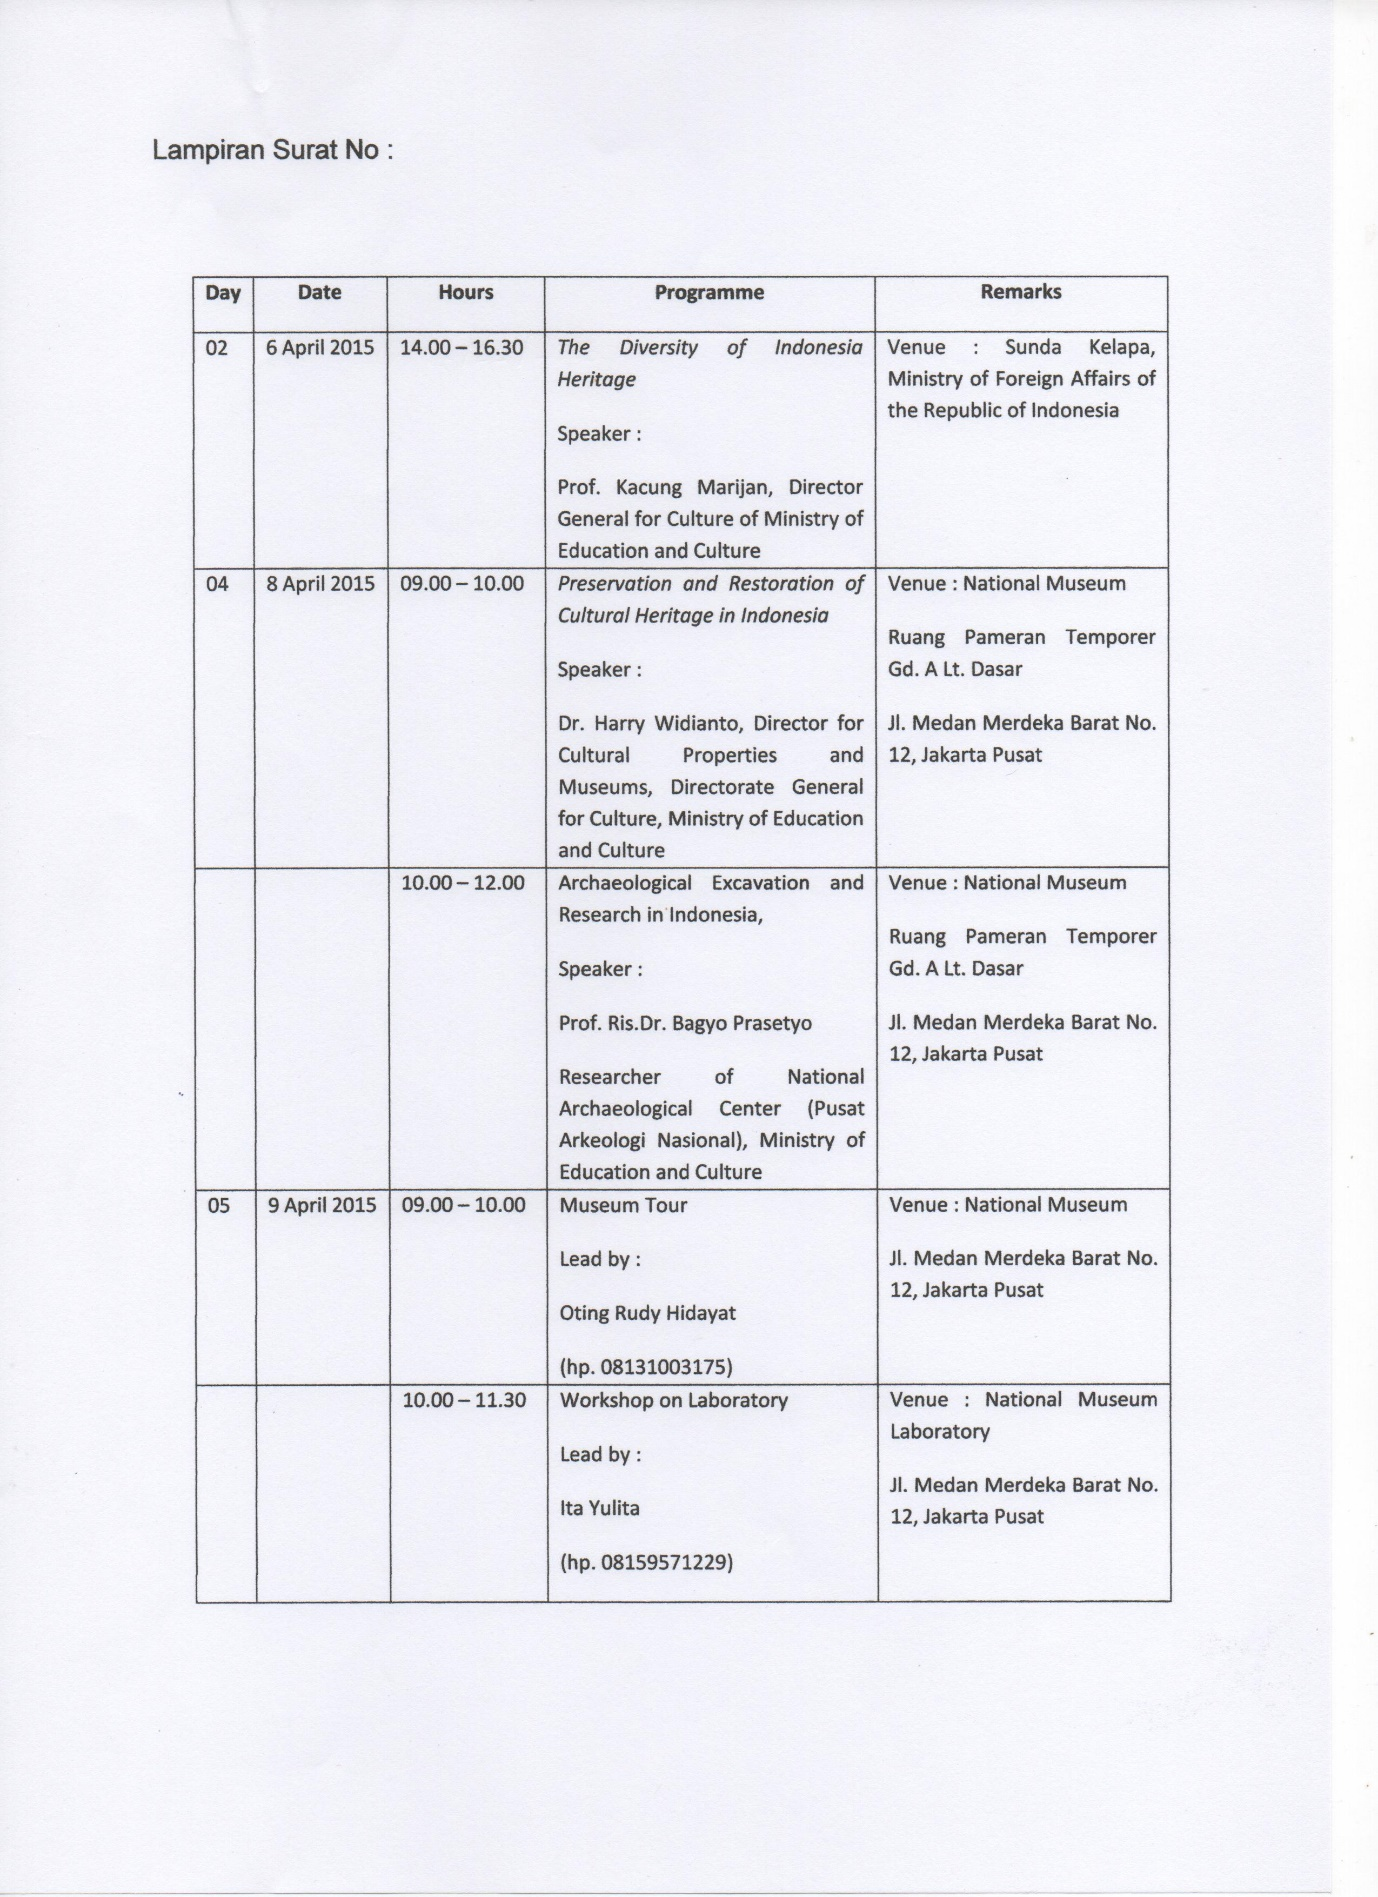 Lampiran Surat No :
Day Date Hours Programme Remarks
02 6 April 2015 14.00 – 16.30 The Diversity of Indonesia Venue : Sunda Kelapa,
Heritage Ministry of Foreign Affairs of
the Republic of Indonesia
Speaker :
Prof. Kacung Marijan, Director
General for Culture of Ministry of
Education and Culture
04 8 April 2015 09.00 – 10.00 Preservation and Restoration of Venue : National Museum
Cultural Heritage in Indonesia
Ruang Pameran Temporer
Speaker : Gd. A Lt. Dasar
Dr. Harry Widianto, Director for Jl. Medan Merdeka Barat No.
Cultural Properties and 12, Jakarta Pusat
Museums, Directorate General
for Culture, Ministry of Education
and Culture
10.00 – 12.00 Archaeological Excavation and Venue : National Museum
Research in Indonesia,
Ruang Pameran Temporer
Speaker : Gd. A Lt. Dasar
Prof. Ris.Dr. Bagyo Prasetyo Jl. Medan Merdeka Barat No.
12, Jakarta Pusat
Researcher of National
Archaeological Center (Pusat
Arkeologi Nasional), Ministry of
Education and Culture
05 9 April 2015 09.00 – 10.00 Museum Tour Venue : National Museum
Lead by : Jl. Medan Merdeka Barat No.
12, Jakarta Pusat
Oting Rudy Hidayat
(hp. 08131003175)
10.00 – 11.30 Workshop on Laboratory Venue : National Museum
Laboratory
Lead by :
Jl. Medan Merdeka Barat No.
Ita Yulita 12, Jakarta Pusat
(hp. 08159571229)